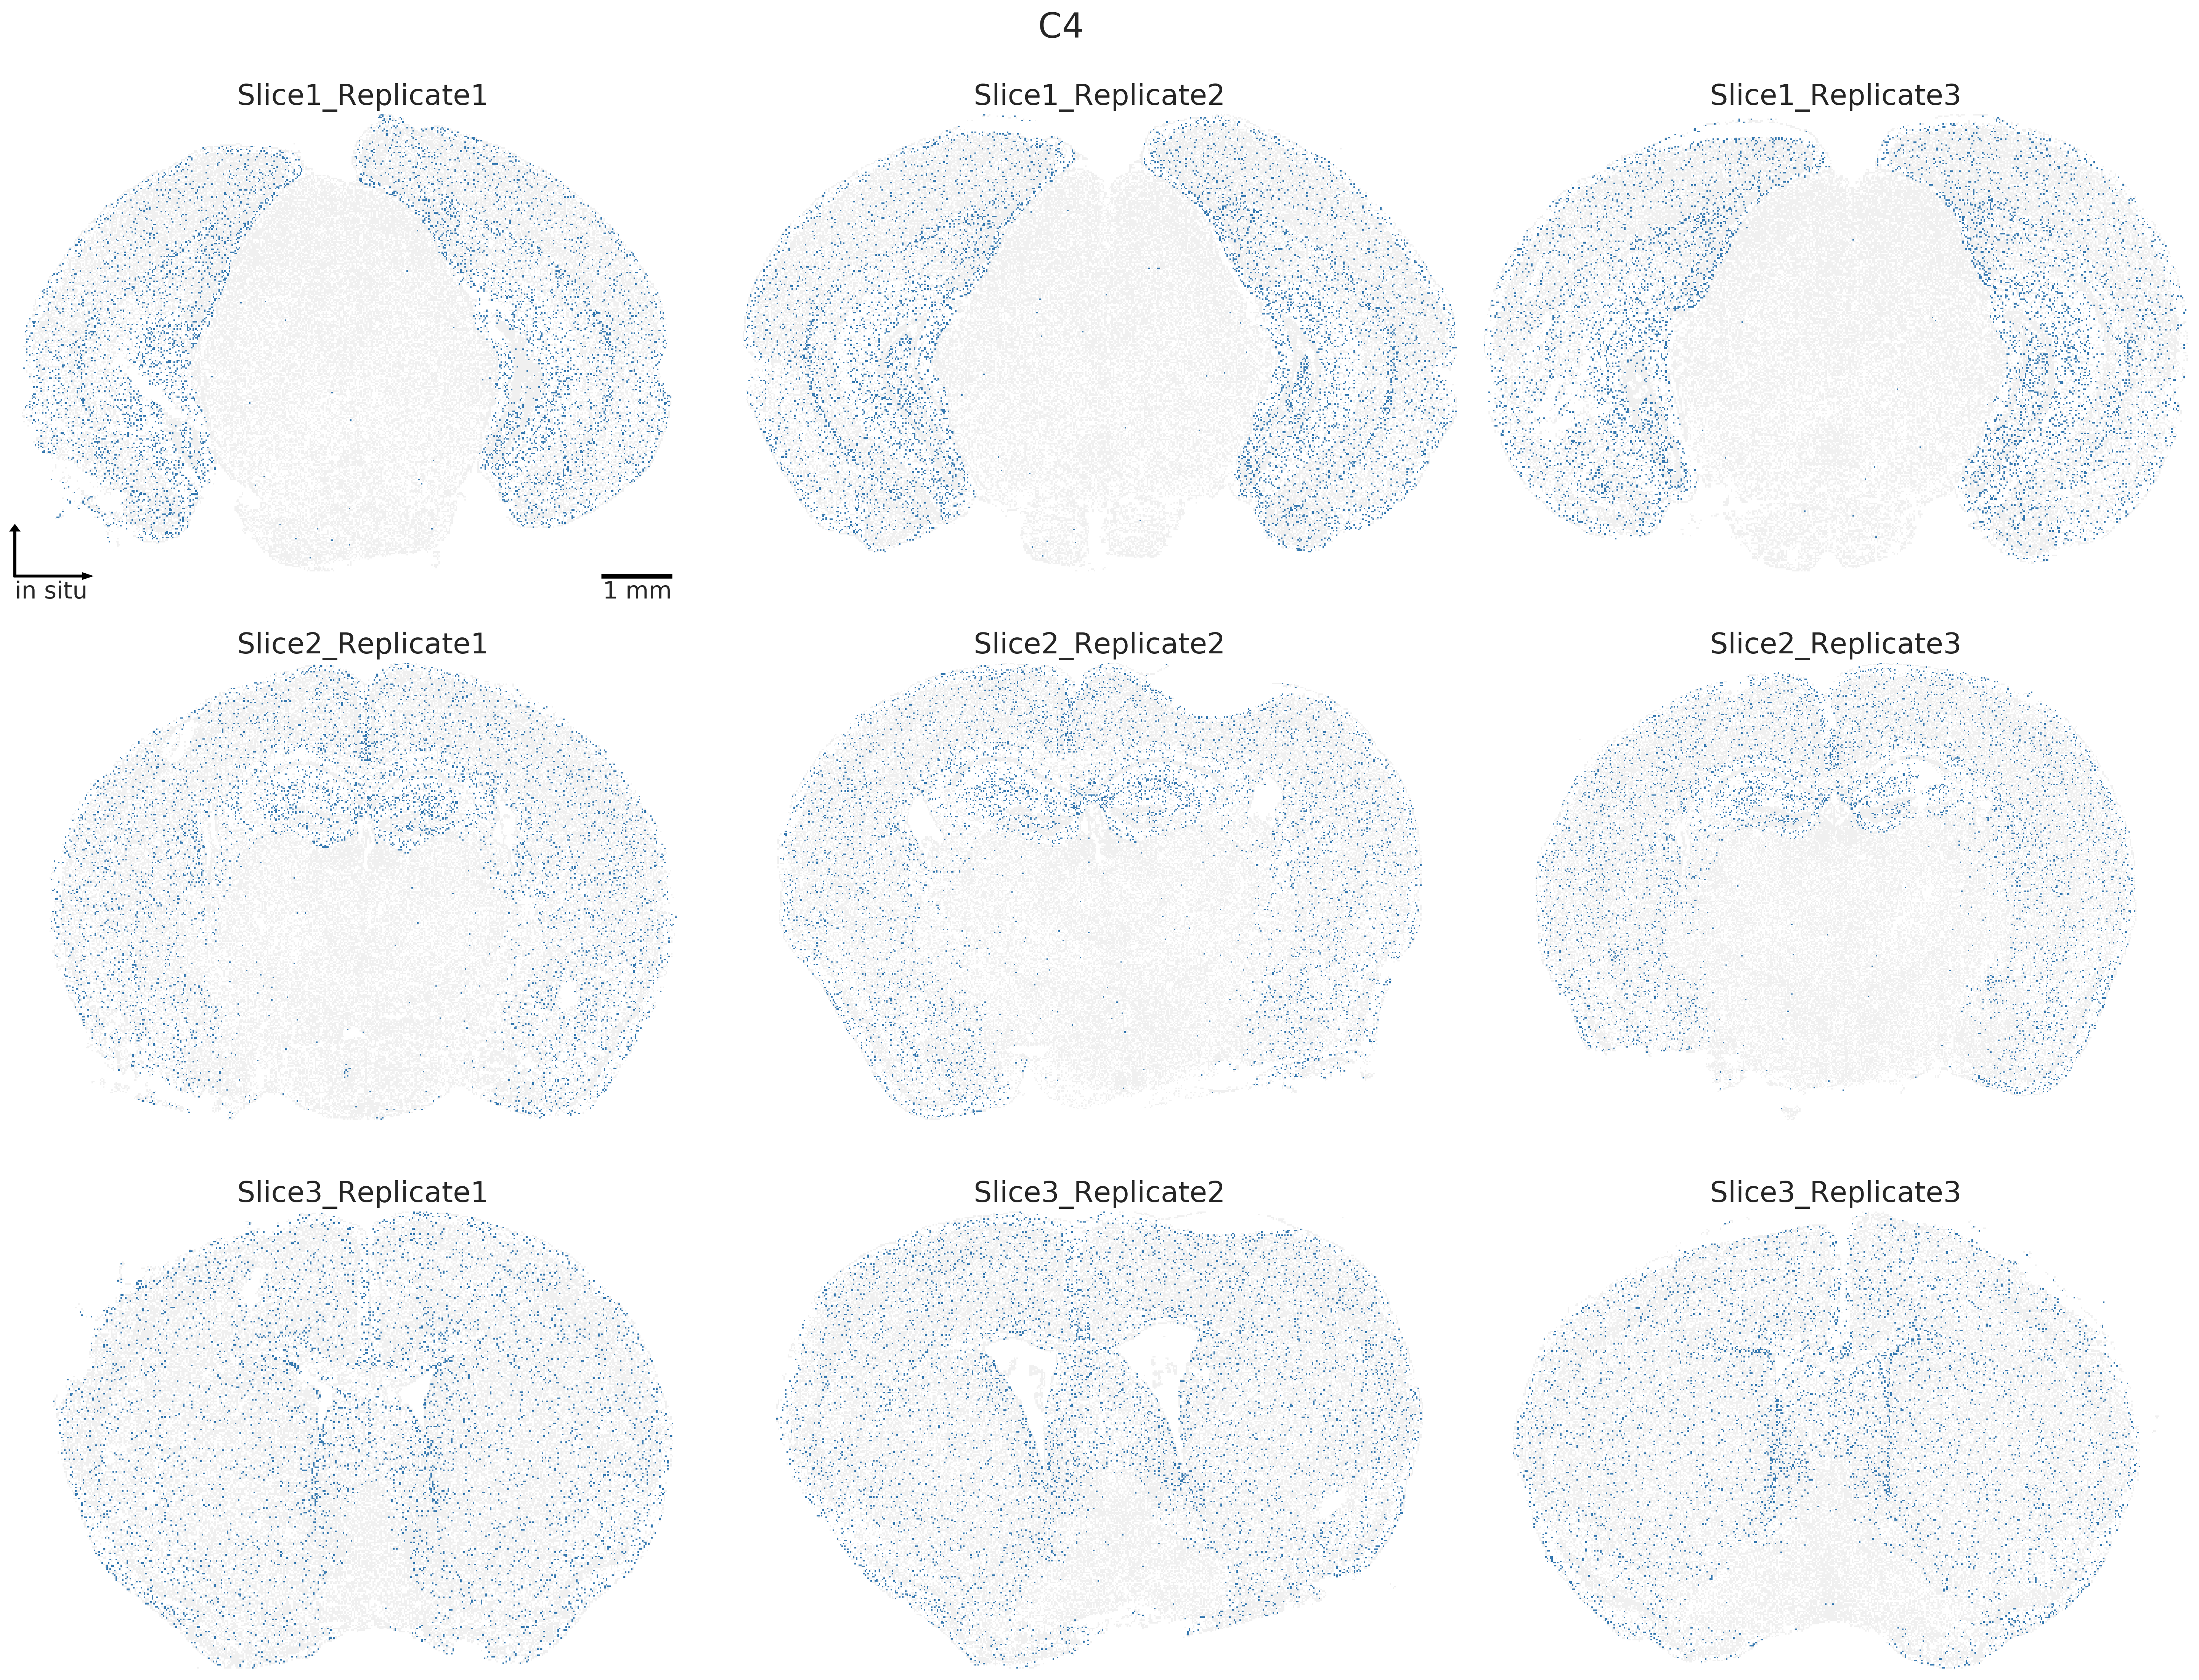 C4
Slice1_Replicate1
Slice1_Replicate2
Slice1_Replicate3
in situ
1 mm
Slice2_Replicate1
Slice2_Replicate2
Slice2_Replicate3
Slice3_Replicate1
Slice3_Replicate2
Slice3_Replicate3